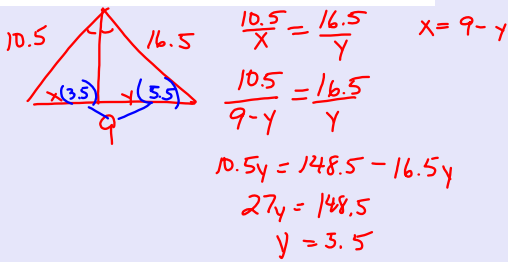 10.5 16.5
x (3.5) y (5.5)
9
10.5/x = 16.5/y x = 9 - y
10.5/9-y = 16.5/y
10.5y = 148.5 - 16.5y
27y = 148.5
y = 5.5